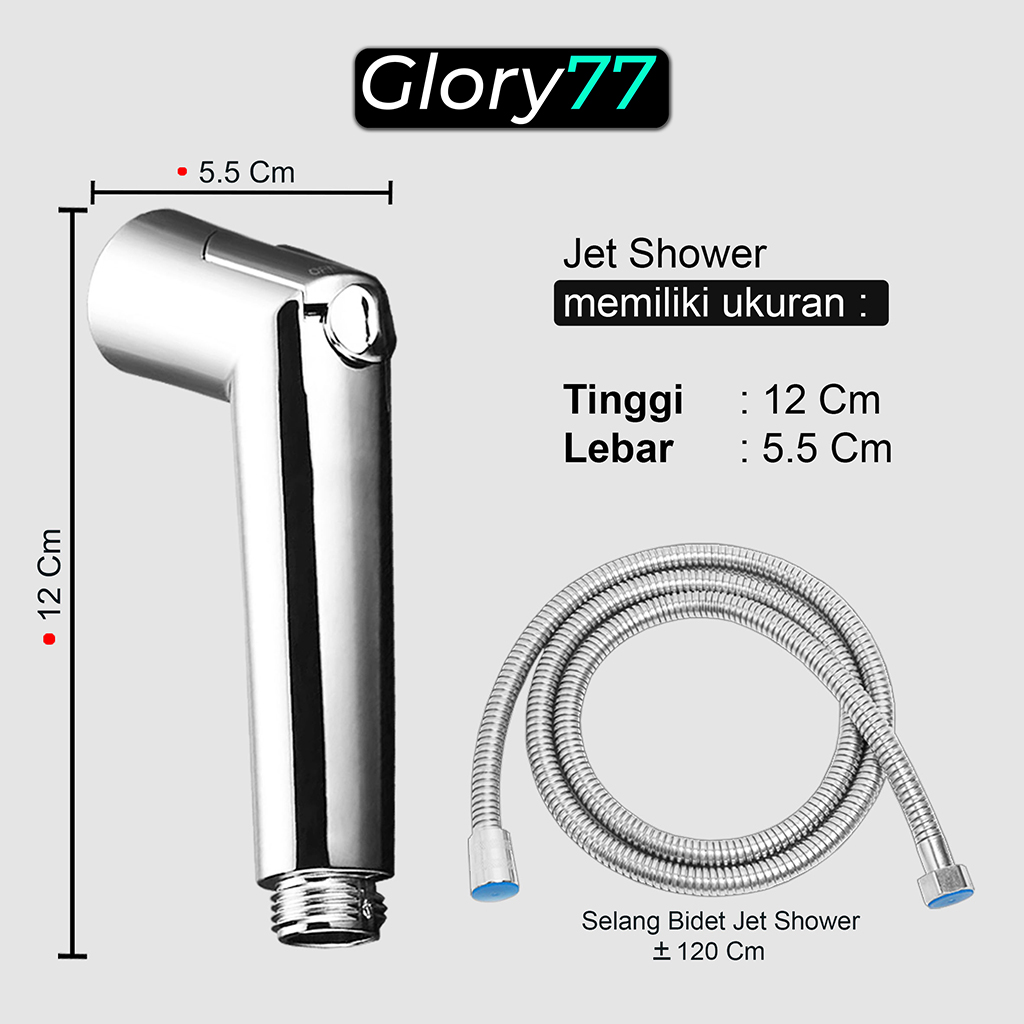 Glory77
• 5.5 Cm
Jet Shower
memiliki ukuran :
Tinggi : 12 Cm
Lebar : 5.5 Cm
• 12 Cm
Selang Bidet Jet Shower
± 120 Cm